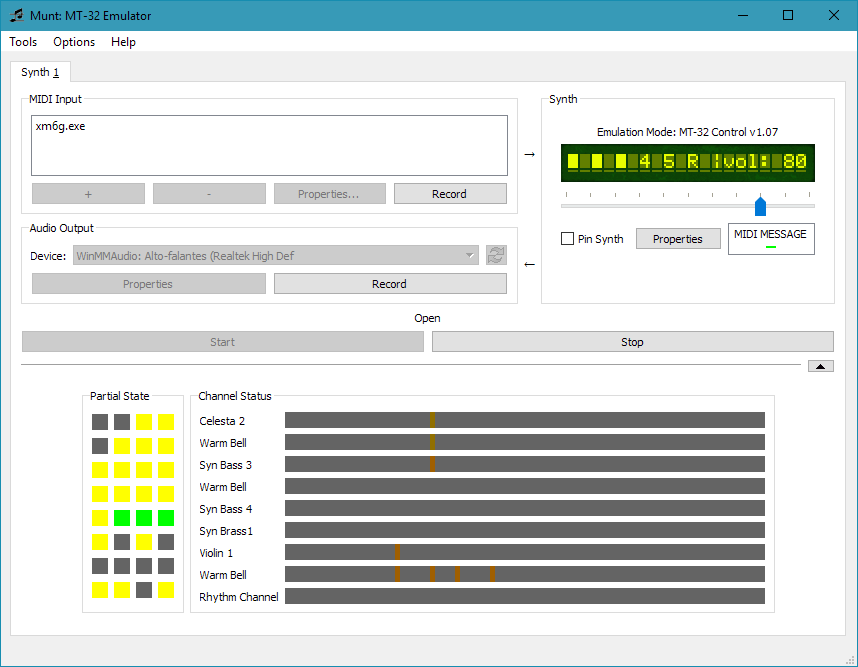 Munt: MT-32 Emulator
Tools Options Help
Synth 1
MIDI Input
xm6g.exe
+ - Properties... Record
Audio Output
Device: WinMMAudio: Alto-falantes (Realtek High Def
Properties Record
Synth
Emulation Mode: MT-32 Control v1.07
4 5 R |vol: 80
Pin Synth Properties MIDI MESSAGE
Open
Start Stop
Partial State
Channel Status
Celesta 2
Warm Bell
Syn Bass 3
Warm Bell
Syn Bass 4
Syn Brass1
Violin 1
Warm Bell
Rhythm Channel